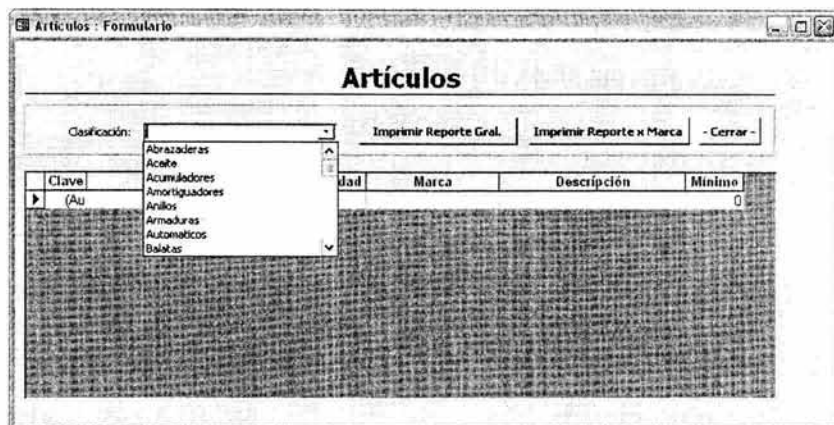 Artículos : Formulario
Artículos
Clasificación:
Imprimir Reporte Gral.
Imprimir Reporte x Marca
- Cerrar -
Abrazaderas
Aceite
Acumuladores
Amortiguadores
Anillos
Armaduras
Automaticos
Balatas
Clave dad Marca Descripción Mínimo
(Au 0